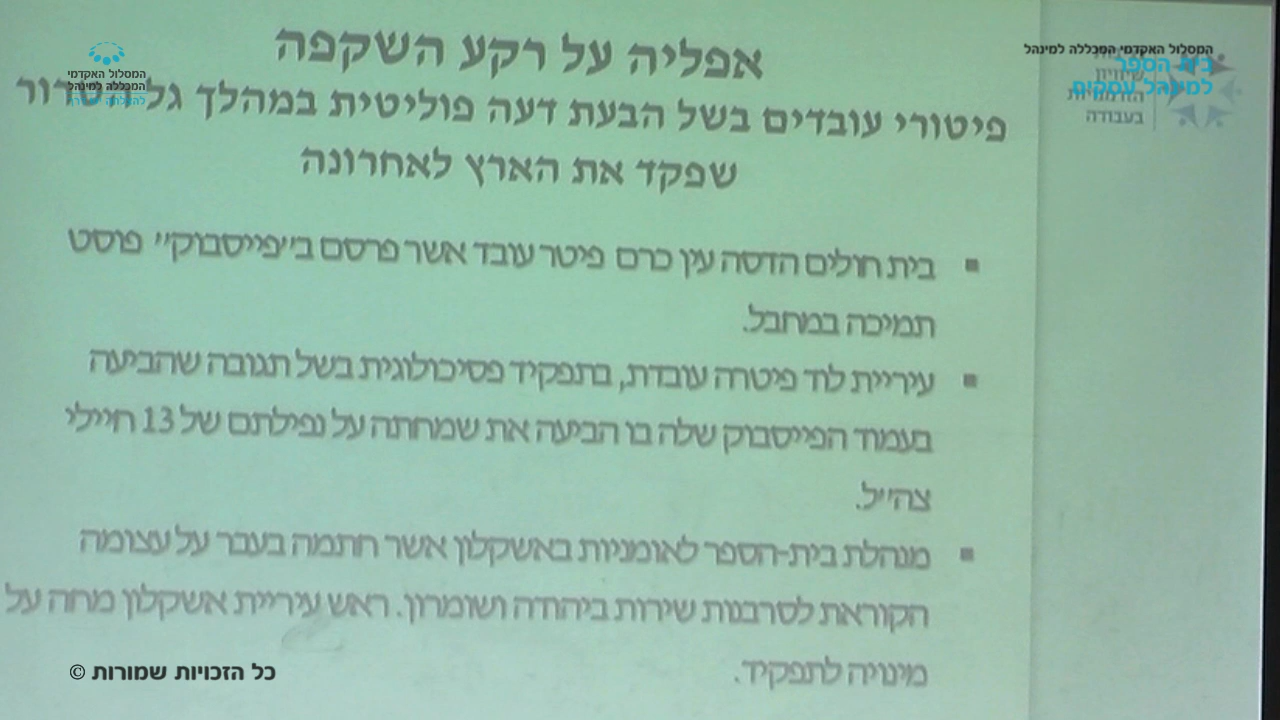 אפליה על רקע השקפה
פיטורי עובדים בשל הבעת דעה פוליטית במהלך גל הטרור
שפקד את הארץ לאחרונה
▪ בית חולים הדסה עין כרם פיטר עובד אשר פרסם ב"פייסבוק" פוסט
תמיכה במחבל.
▪ עיריית לוד פיטרה עובדת, בתפקיד פסיכולוגית בשל תגובה שהביעה
בעמוד הפייסבוק שלה בו הביעה את שמחתה על נפילתם של 13 חיילי
צה"ל.
▪ מנהלת בית-הספר לאומניות באשקלון אשר חתמה בעבר על עצומה
הקוראת לסרבנות שירות ביהודה ושומרון. ראש עיריית אשקלון מחה על
מינויה לתפקיד.
המסלול האקדמי המכללה למינהל
בית הספר
למינהל עסקים
שוויון
הזדמנויות
בעבודה
המסלול האקדמי
המכללה למינהל
כל הזכויות שמורות ©